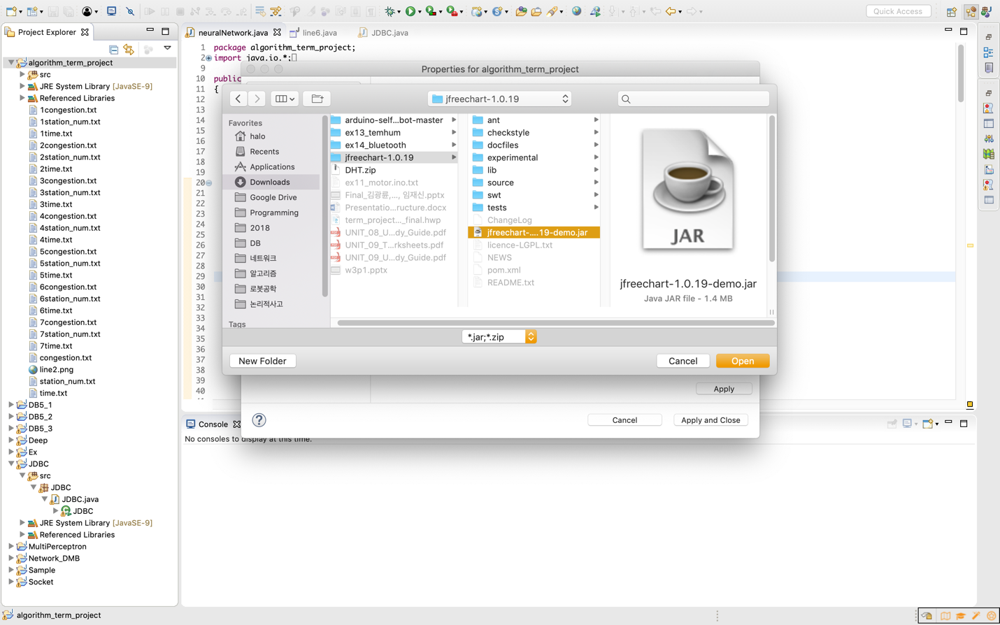 Quick Access
Project Explorer
neuralNetwork.java
line6.java
JDBC.java
algorithm_term_project
src
JRE System Library [JavaSE-9]
Referenced Libraries
1congestion.txt
1station_num.txt
1time.txt
2congestion.txt
2station_num.txt
2time.txt
3congestion.txt
3station_num.txt
3time.txt
4congestion.txt
4station_num.txt
4time.txt
5congestion.txt
5station_num.txt
5time.txt
6congestion.txt
6station_num.txt
6time.txt
7congestion.txt
7station_num.txt
7time.txt
congestion.txt
line2.png
station_num.txt
time.txt
DB5_1
DB5_2
DB5_3
Deep
Ex
JDBC
src
JDBC
JDBC.java
JDBC
JRE System Library [JavaSE-9]
Referenced Libraries
MultiPerceptron
Network_DMB
Sample
Socket
1 package algorithm_term_project;
2 import java.io.*;
9
10 public
11 {
12
13
14
15
16
17
18
19
20
21
22
23
24
25
26
27
28
29
30
31
32
33
34
35
36
37
38
39
40
Properties for algorithm_term_project
jfreechart-1.0.19
Favorites
halo
Recents
Applications
Downloads
Google Drive
Programming
2018
DB
네트워크
알고리즘
로봇공학
논리적사고
Tags
arduino-self...bot-master
ex13_temhum
ex14_bluetooth
jfreechart-1.0.19
DHT.zip
ex11_motor.ino.txt
Final_김광륜,..., 임재신.pptx
Presentatio...ructure.docx
term_project..._final.hwp
UNIT_08_U...dy_Guide.pdf
UNIT_09_T...rksheets.pdf
UNIT_09_U...dy_Guide.pdf
w3p1.pptx
ant
checkstyle
docfiles
experimental
lib
source
swt
tests
ChangeLog
jfreechart-....19-demo.jar
licence-LGPL.txt
NEWS
pom.xml
README.txt
JAR
jfreechart-1.0.19-demo.jar
Java JAR file - 1.4 MB
*.jar;*.zip
New Folder
Cancel
Open
Apply
Cancel
Apply and Close
Console
No consoles to display at this time.
algorithm_term_project